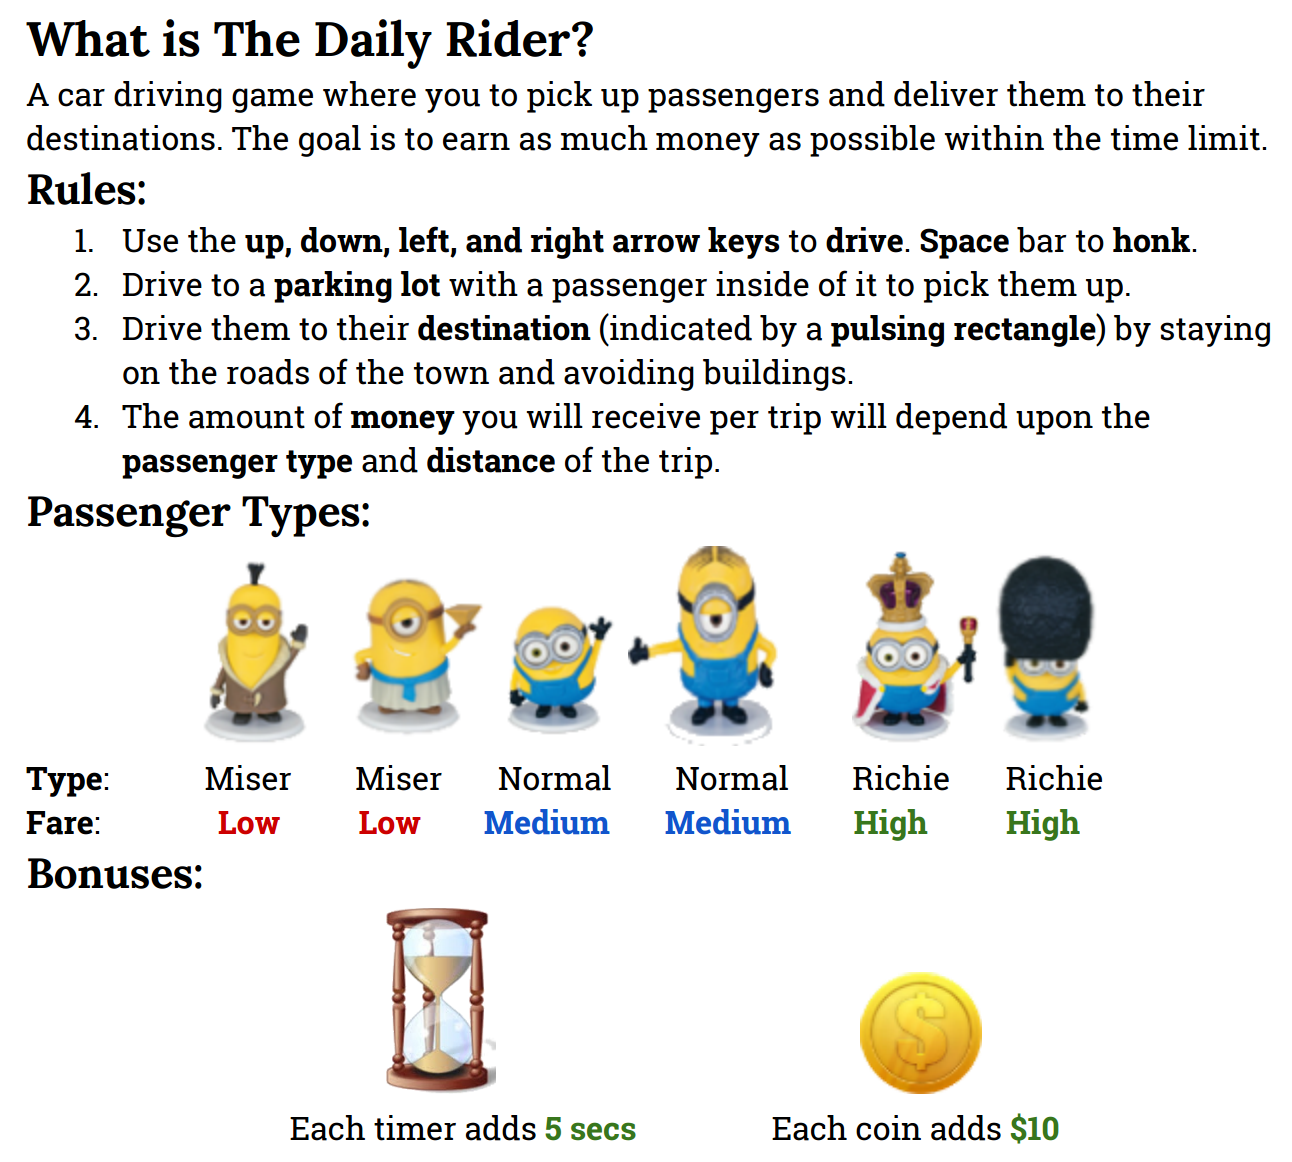 What is The Daily Rider?
A car driving game where you to pick up passengers and deliver them to their
destinations. The goal is to earn as much money as possible within the time limit.
Rules:
1. Use the up, down, left, and right arrow keys to drive. Space bar to honk.
2. Drive to a parking lot with a passenger inside of it to pick them up.
3. Drive them to their destination (indicated by a pulsing rectangle) by staying
on the roads of the town and avoiding buildings.
4. The amount of money you will receive per trip will depend upon the
passenger type and distance of the trip.
Passenger Types:
Type: Miser Miser Normal Normal Richie Richie
Fare: Low Low Medium Medium High High
Bonuses:
$
Each timer adds 5 secs Each coin adds $10